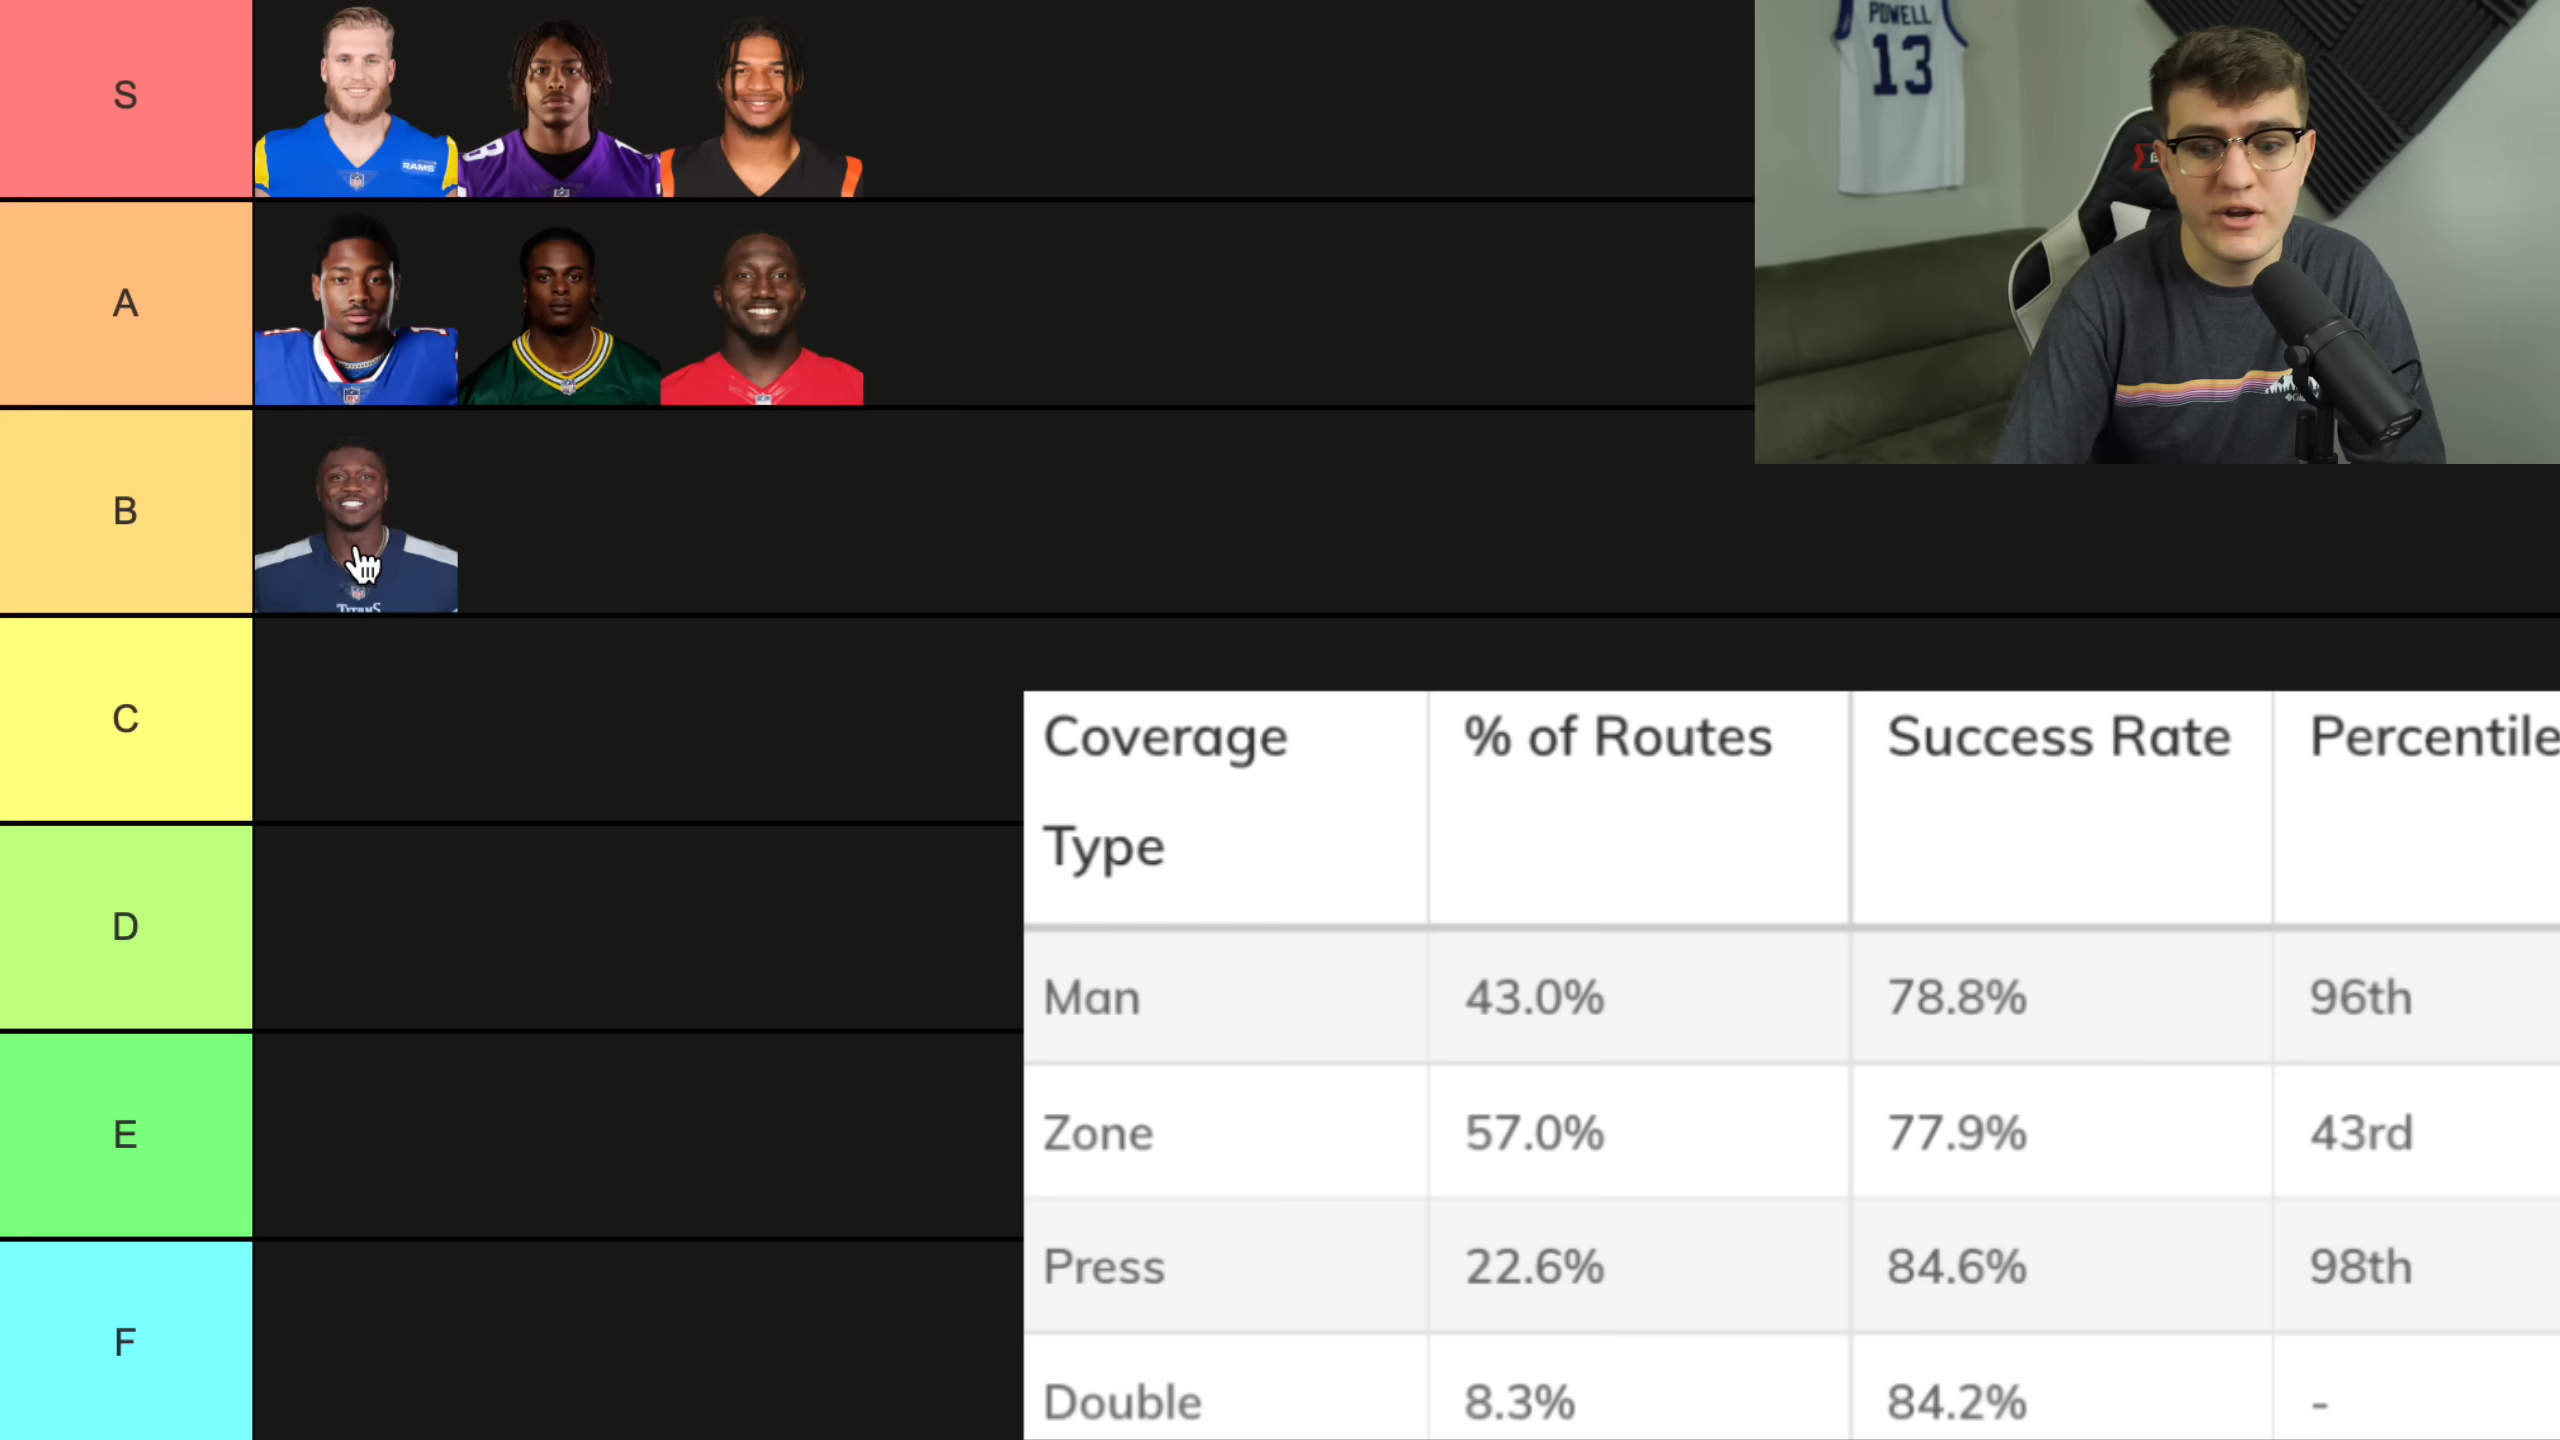 S
RAMS
POWELL
13
A
B
TITANS
C
D
E
F
Coverage Type % of Routes Success Rate Percentile
Man 43.0% 78.8% 96th
Zone 57.0% 77.9% 43rd
Press 22.6% 84.6% 98th
Double 8.3% 84.2% -